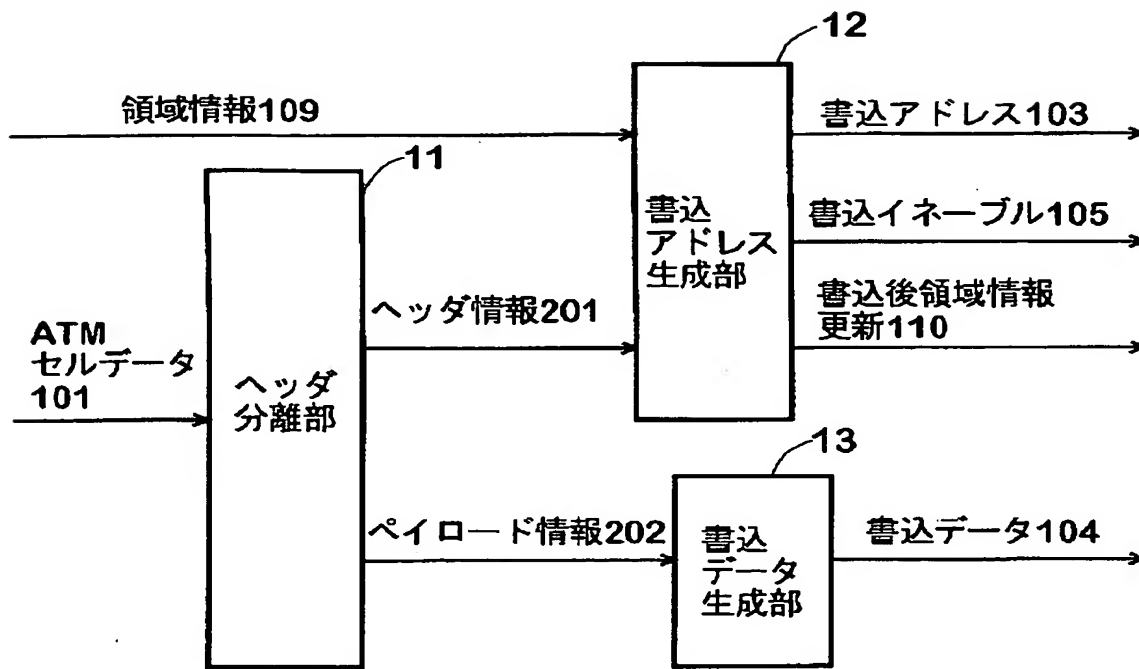 12
領域情報109
書込アドレス103
11
書込
アドレス
生成部
書込イネーブル105
ヘッダ情報201
書込後領域情報
更新110
ATM
セルデータ
101
ヘッダ
分離部
13
ペイロード情報202
書込
データ
生成部
書込データ104